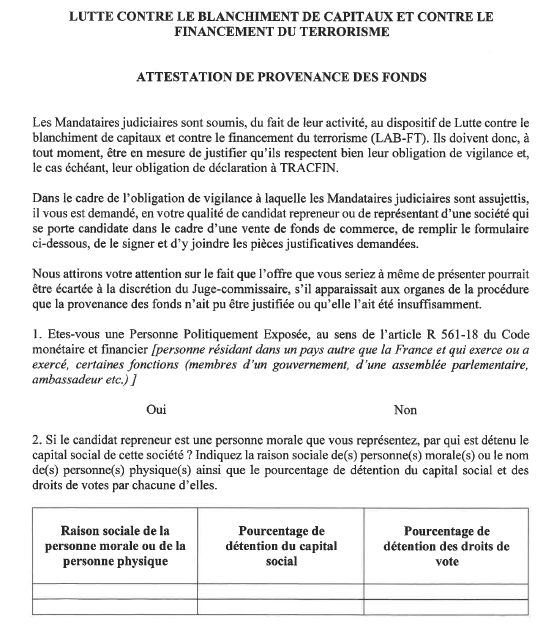 LUTTE CONTRE LE BLANCHIMENT DE CAPITAUX ET CONTRE LE
FINANCEMENT DU TERRORISME
ATTESTATION DE PROVENANCE DES FONDS
Les Mandataires judiciaires sont soumis, du fait de leur activité, au dispositif de Lutte contre le
blanchiment de capitaux et contre le financement du terrorisme (LAB-FT). Ils doivent donc, à
tout moment, être en mesure de justifier qu'ils respectent bien leur obligation de vigilance et,
le cas échéant, leur obligation de déclaration à TRACFIN.
Dans le cadre de l'obligation de vigilance à laquelle les Mandataires judiciaires sont assujettis,
il vous est demandé, en votre qualité de candidat repreneur ou de représentant d'une société qui
se porte candidate dans le cadre d'une vente de fonds de commerce, de remplir le formulaire
ci-dessous, de le signer et d'y joindre les pièces justificatives demandées.
Nous attirons votre attention sur le fait que l'offre que vous seriez à même de présenter pourrait
être écartée à la discrétion du Juge-commissaire, s'il apparaissait aux organes de la procédure
que la provenance des fonds n'ait pu être justifiée ou qu'elle l'ait été insuffisamment.
1. Etes-vous une Personne Politiquement Exposée, au sens de l'article R 561-18 du Code
monétaire et financier [personne résidant dans un pays autre que la France et qui exerce ou a
exercé, certaines fonctions (membres d'un gouvernement, d'une assemblée parlementaire,
ambassadeur etc.) ]
Oui Non
2. Si le candidat repreneur est une personne morale que vous représentez, par qui est détenu le
capital social de cette société ? Indiquez la raison sociale de(s) personne(s) morale(s) ou le nom
de(s) personne(s) physique(s) ainsi que le pourcentage de détention du capital social et des
droits de votes par chacune d'elles.
Raison sociale de la
personne morale ou de la
personne physique
Pourcentage de
détention du capital
social
Pourcentage de
détention des droits de
vote